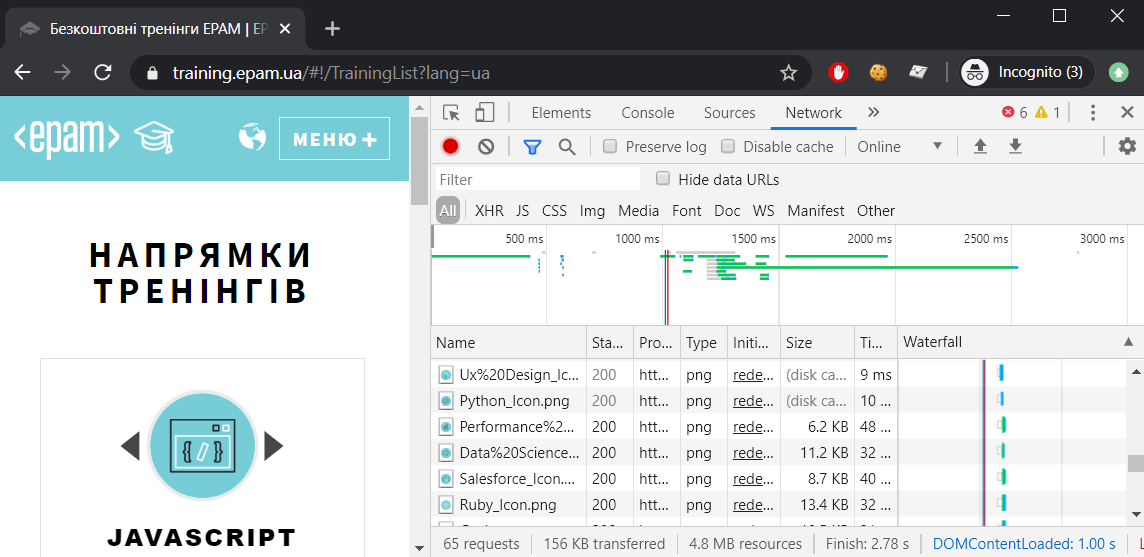 Безкоштовні тренінги EPAM | EP
training.epam.ua/#!/TrainingList?lang=ua
Incognito (3)
<epam>
МЕНЮ+
НАПРЯМКИ
ТРЕНІНГІВ
JAVASCRIPT
Elements Console Sources Network 6 1
Preserve log Disable cache Online
Filter Hide data URLs
All XHR JS CSS Img Media Font Doc WS Manifest Other
500 ms 1000 ms 1500 ms 2000 ms 2500 ms 3000 ms
Name Sta... Pro... Type Initi... Size Ti... Waterfall
Ux%20Design_Ic... 200 htt... png rede... (disk ca... 9 ms
Python_Icon.png 200 htt... png rede... (disk ca... 10 ...
Performance%2... 200 htt... png rede... 6.2 KB 48 ...
Data%20Science... 200 htt... png rede... 11.2 KB 32 ...
Salesforce_Icon.... 200 htt... png rede... 8.7 KB 40 ...
Ruby_Icon.png 200 htt... png rede... 13.4 KB 32 ...
65 requests 156 KB transferred 4.8 MB resources Finish: 2.78 s DOMContentLoaded: 1.00 s